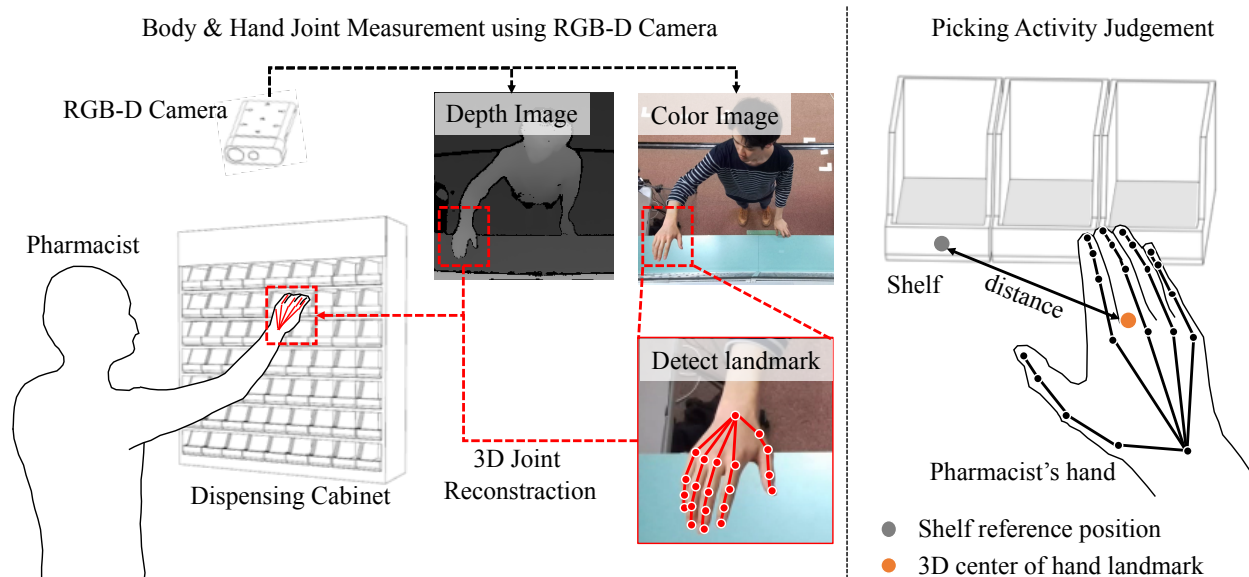 Body & Hand Joint Measurement using RGB-D Camera
RGB-D Camera
Depth Image
Color Image
Pharmacist
Dispensing Cabinet
3D Joint
Reconstraction
Detect landmark
Picking Activity Judgement
Shelf
distance
Pharmacist's hand
Shelf reference position
3D center of hand landmark